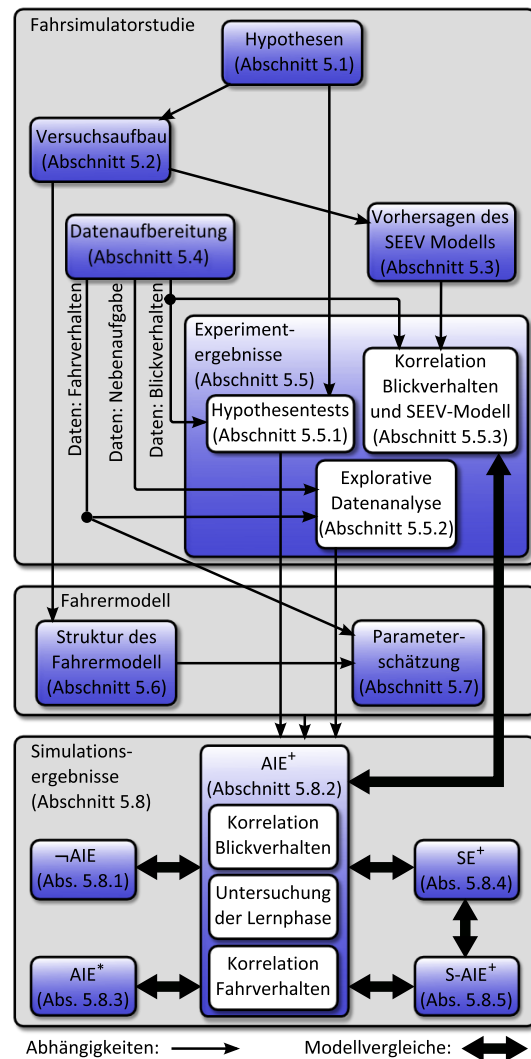 Fahrsimulatorstudie
Hypothesen
(Abschnitt 5.1)
Versuchsaufbau
(Abschnitt 5.2)
Vorhersagen des
SEEV Modells
(Abschnitt 5.3)
Datenaufbereitung
(Abschnitt 5.4)
Daten: Fahrverhalten
Daten: Nebenaufgabe
Daten: Blickverhalten
Experiment-
ergebnisse
(Abschnitt 5.5)
Korrelation
Blickverhalten
und SEEV-Modell
(Abschnitt 5.5.3)
Hypothesentests
(Abschnitt 5.5.1)
Explorative
Datenanalyse
(Abschnitt 5.5.2)
Fahrermodell
Struktur des
Fahrermodell
(Abschnitt 5.6)
Parameter-
schätzung
(Abschnitt 5.7)
Simulations-
ergebnisse
(Abschnitt 5.8)
AIE⁺
(Abschnitt 5.8.2)
Korrelation
Blickverhalten
Untersuchung
der Lernphase
Korrelation
Fahrverhalten
¬AIE
(Abs. 5.8.1)
SE⁺
(Abs. 5.8.4)
AIE*
(Abs. 5.8.3)
S-AIE⁺
(Abs. 5.8.5)
Abhängigkeiten:
Modellvergleiche: